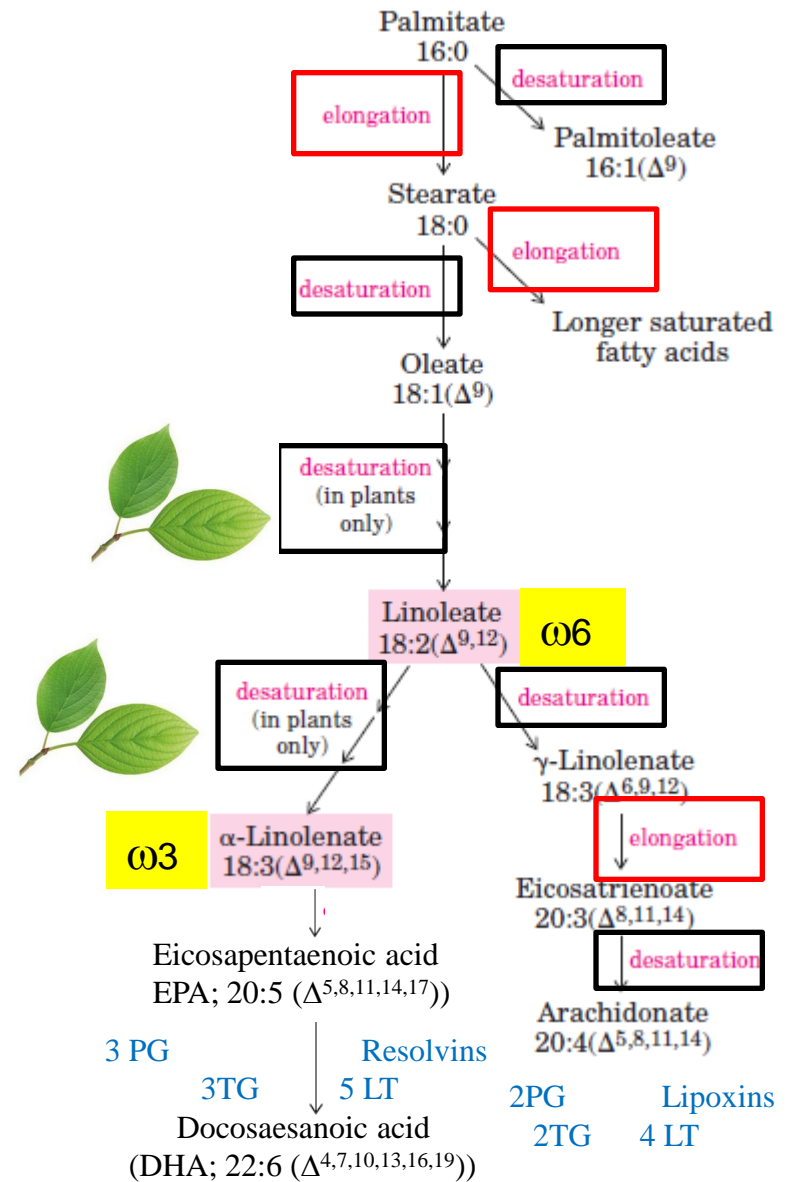 Palmitate
16:0
desaturation
elongation
Palmitoleate
16:1(Δ9)
Stearate
18:0
elongation
desaturation
Longer saturated
fatty acids
Oleate
18:1(Δ9)
desaturation
(in plants
only)
Linoleate
18:2(Δ9,12)
ω6
desaturation
(in plants
only)
desaturation
γ-Linolenate
18:3(Δ6,9,12)
ω3
α-Linolenate
18:3(Δ9,12,15)
elongation
Eicosatrienoate
20:3(Δ8,11,14)
Eicosapentaenoic acid
EPA; 20:5 (Δ5,8,11,14,17))
desaturation
Arachidonate
20:4(Δ5,8,11,14)
3 PG Resolvins
3TG 5 LT
2PG Lipoxins
2TG 4 LT
Docosaesanoic acid
(DHA; 22:6 (Δ4,7,10,13,16,19))